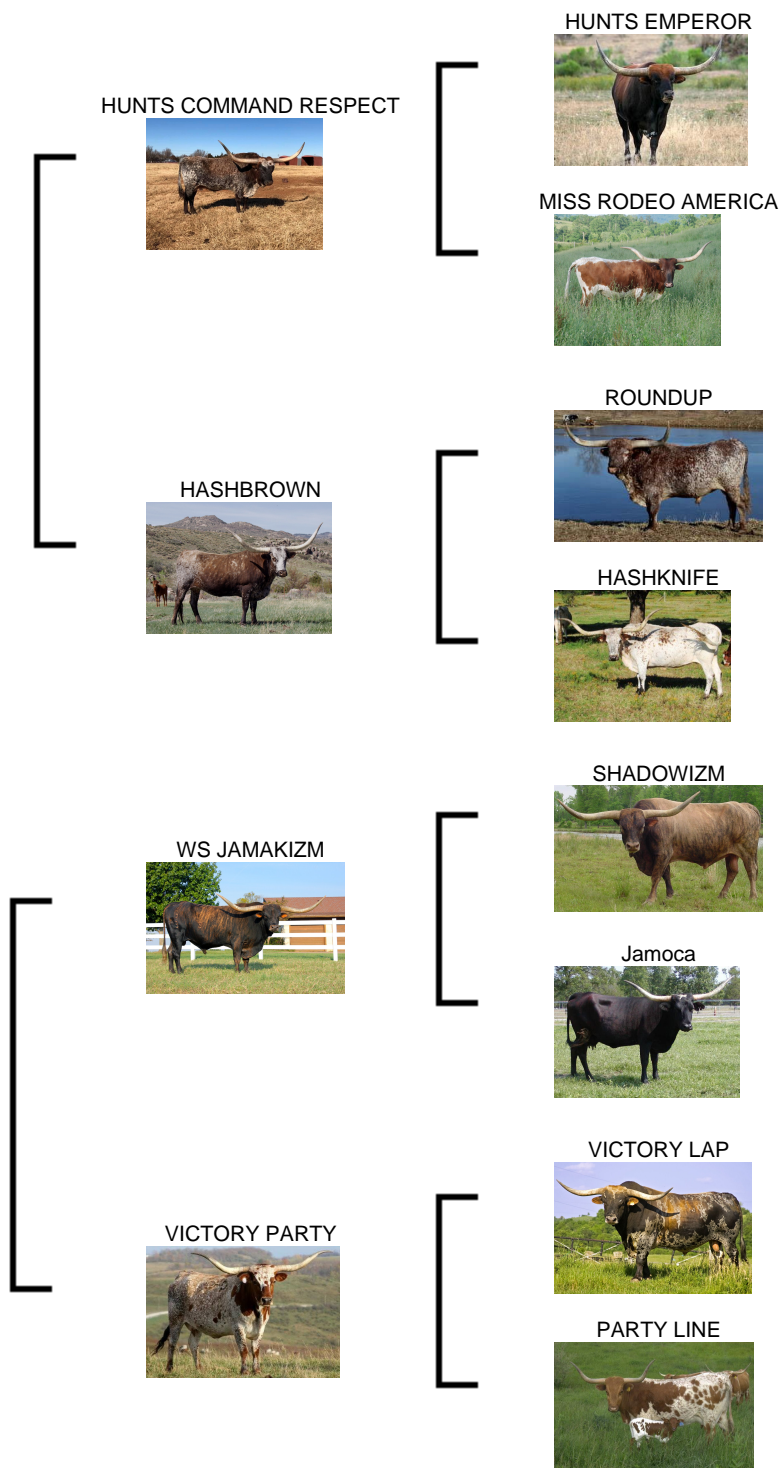 HUNTS EMPEROR
HUNTS COMMAND RESPECT
MISS RODEO AMERICA
ROUNDUP
HASHBROWN
HASHKNIFE
SHADOWIZM
WS JAMAKIZM
Jamoca
VICTORY LAP
VICTORY PARTY
PARTY LINE